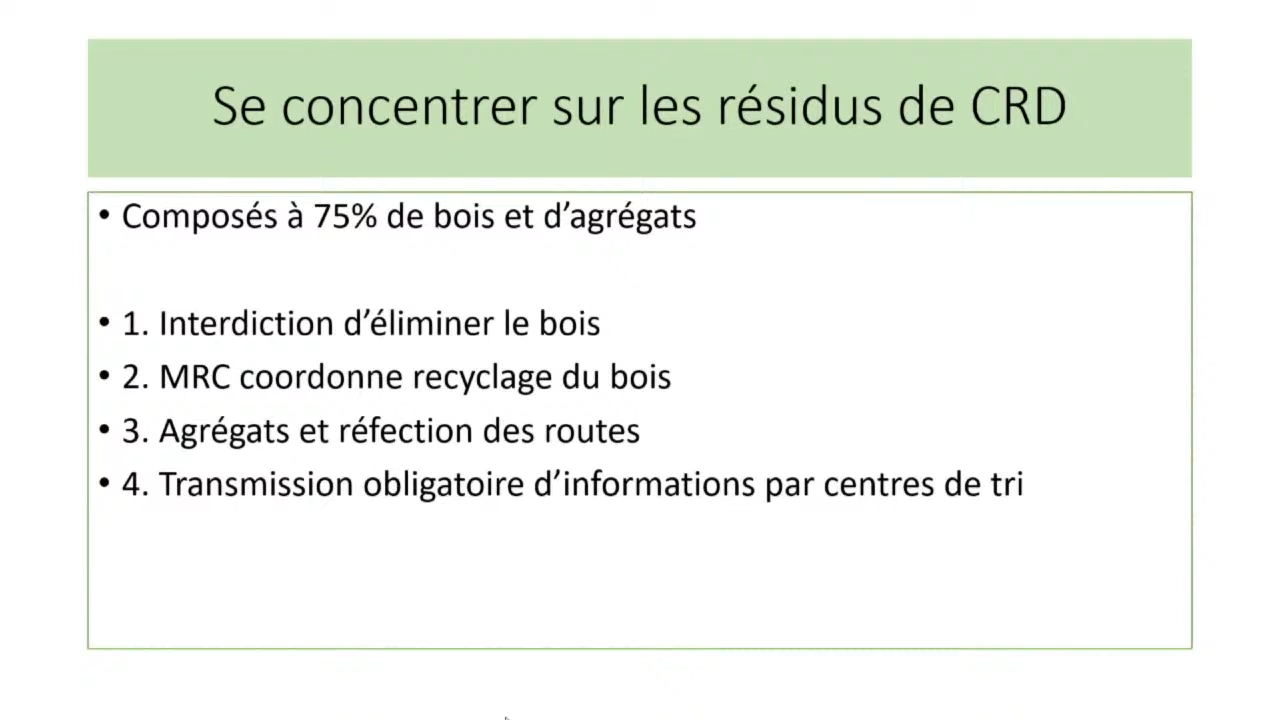 Se concentrer sur les résidus de CRD
• Composés à 75% de bois et d’agrégats
• 1. Interdiction d’éliminer le bois
• 2. MRC coordonne recyclage du bois
• 3. Agrégats et réfection des routes
• 4. Transmission obligatoire d’informations par centres de tri